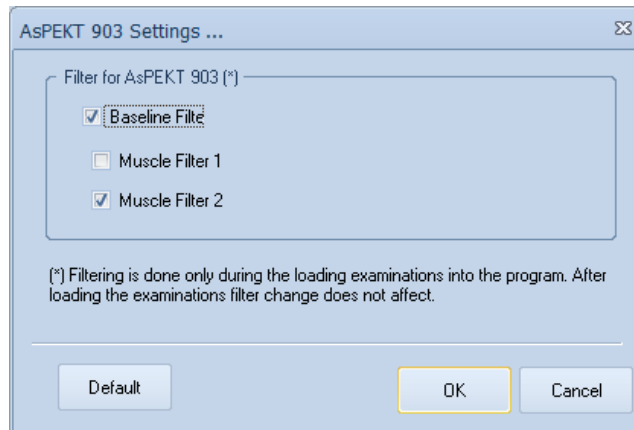 AsPEKT 903 Settings ...
Filter for AsPEKT 903 (*)
Baseline Filte
Muscle Filter 1
Muscle Filter 2
(*) Filtering is done only during the loading examinations into the program. After
loading the examinations filter change does not affect.
Default OK Cancel